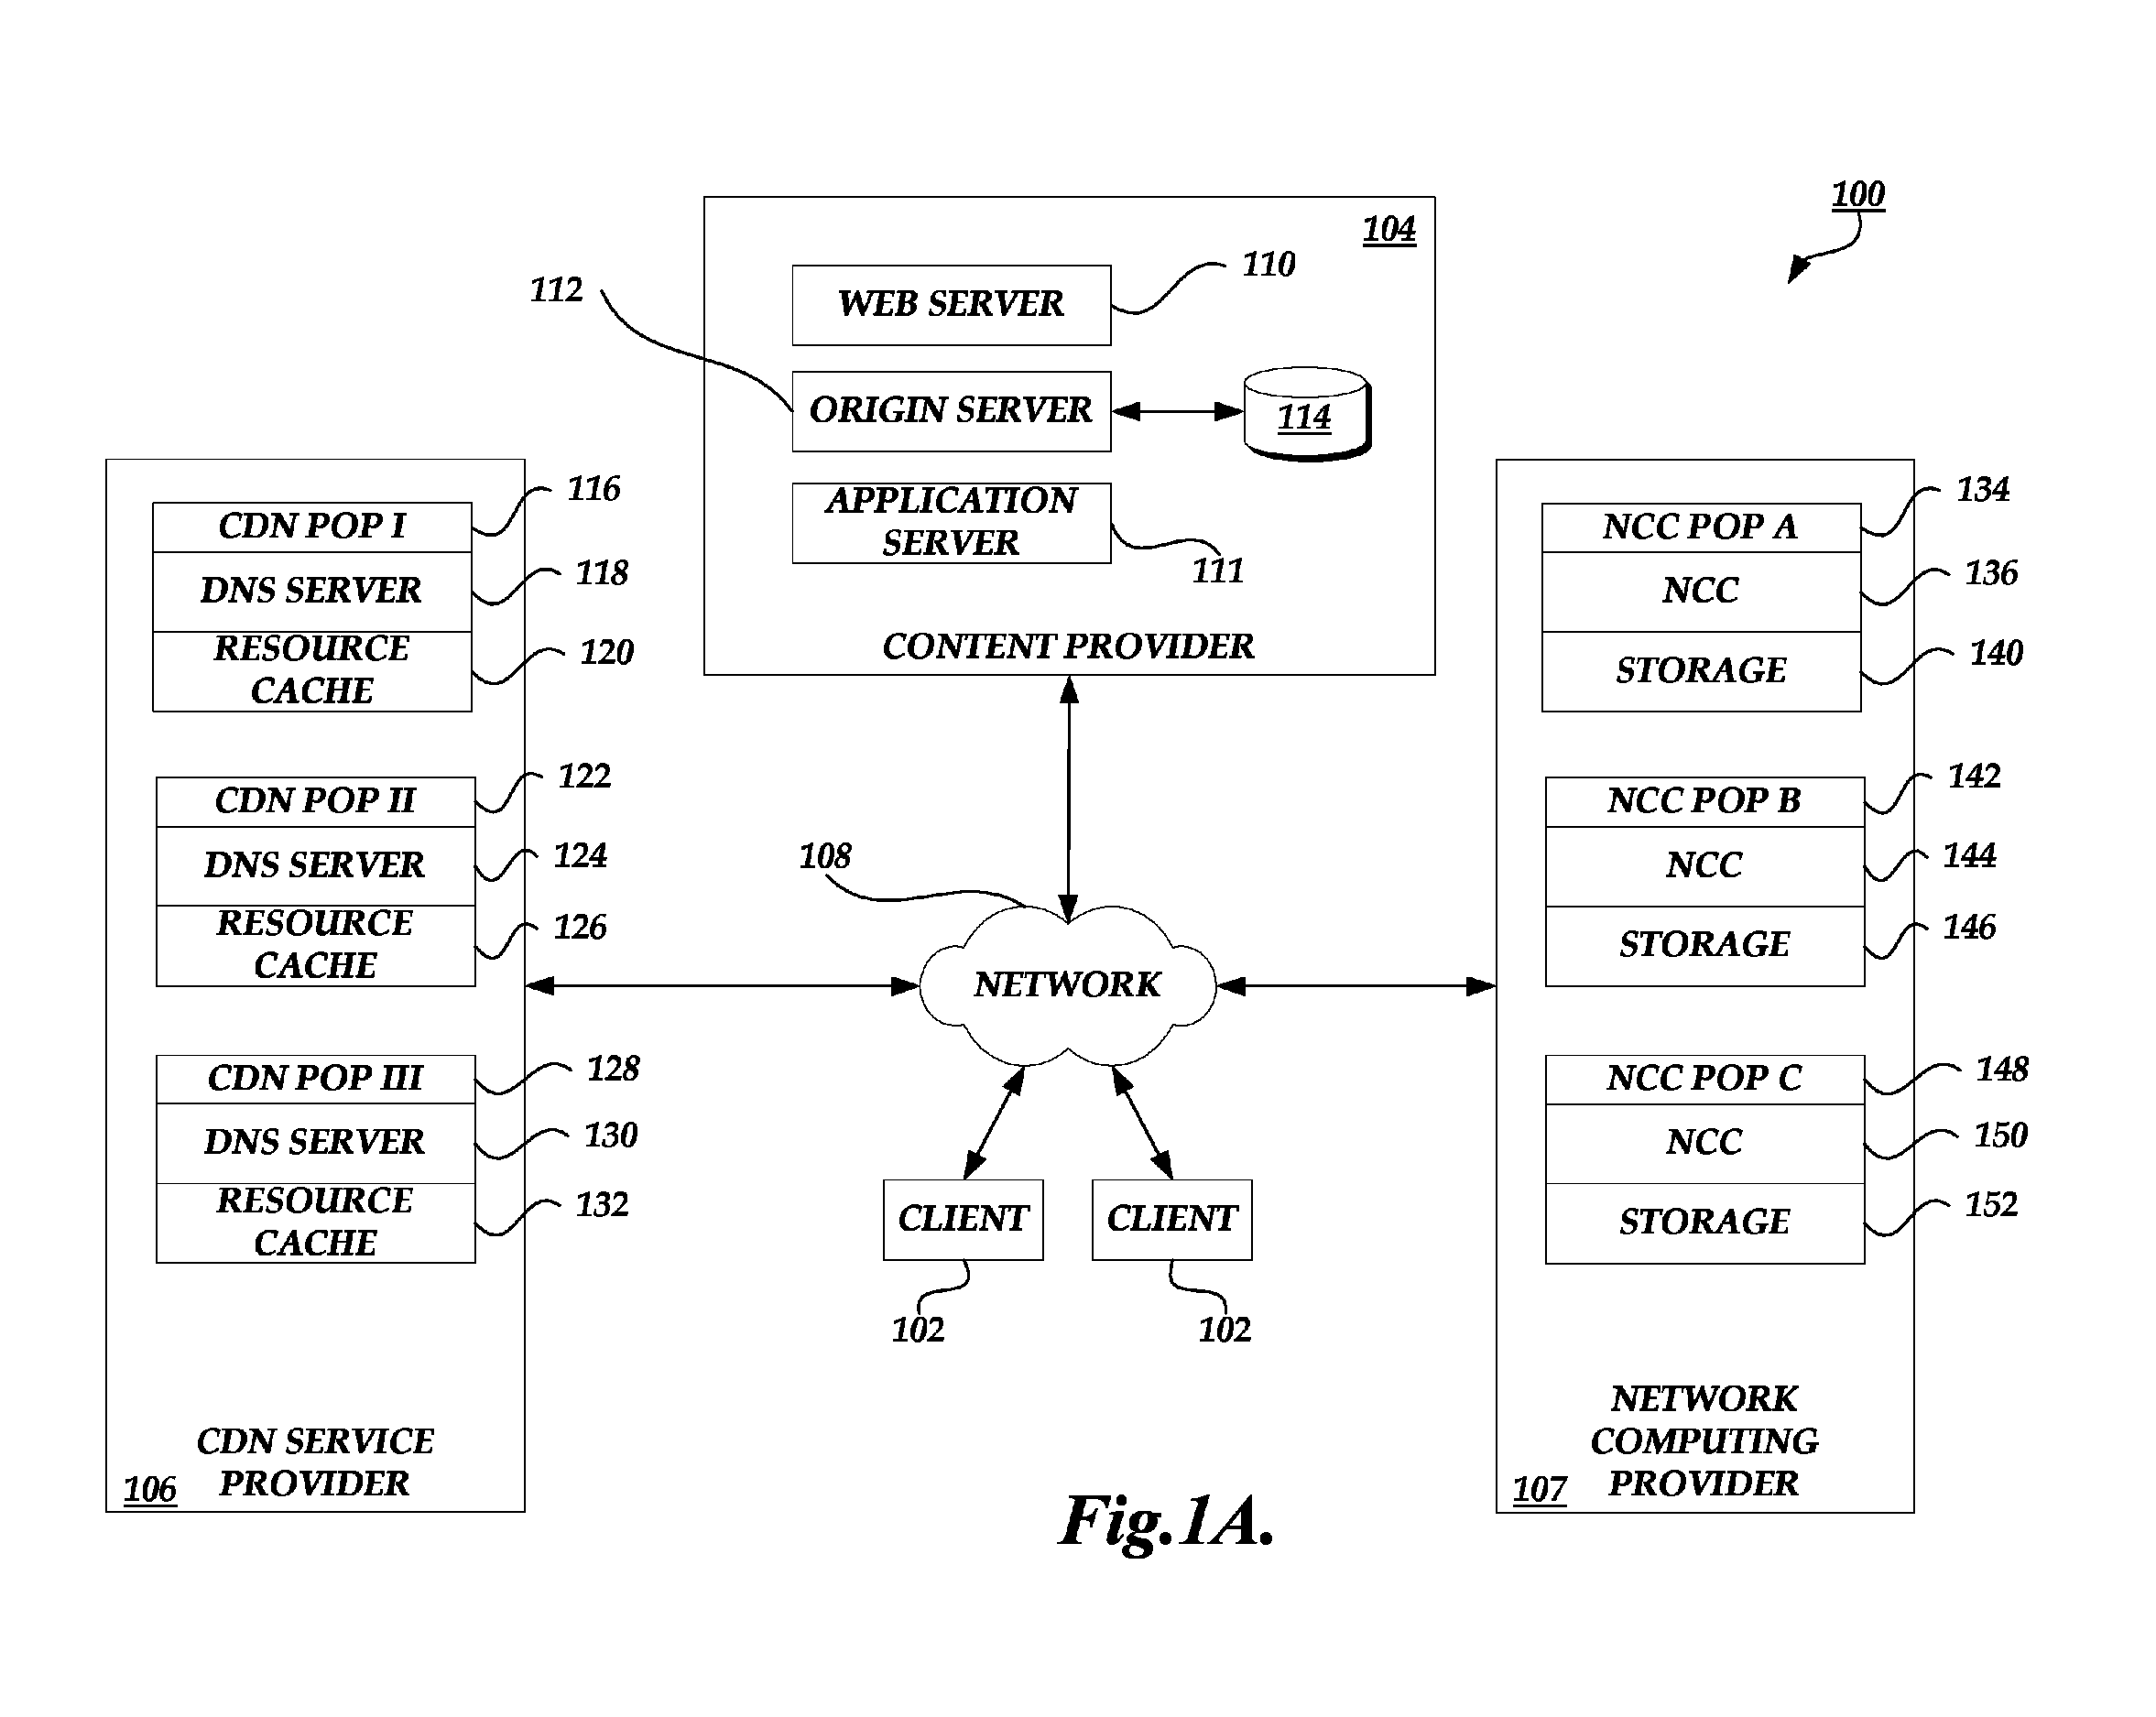 100
104
WEB SERVER
110
112
ORIGIN SERVER
114
APPLICATION
SERVER
111
CONTENT PROVIDER
CDN POP I
116
DNS SERVER
118
RESOURCE
CACHE
120
CDN POP II
122
DNS SERVER
124
RESOURCE
CACHE
126
CDN POP III
128
DNS SERVER
130
RESOURCE
CACHE
132
CDN SERVICE
PROVIDER
106
108
NETWORK
CLIENT
CLIENT
102
102
NCC POP A
134
NCC
136
STORAGE
140
NCC POP B
142
NCC
144
STORAGE
146
NCC POP C
148
NCC
150
STORAGE
152
NETWORK
COMPUTING
PROVIDER
107
Fig.1A.